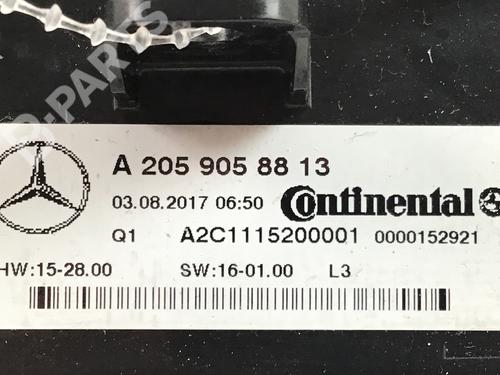 B-PARTS
A 205 905 88 13
03.08.2017 06:50 Continental
Q1 A2C1115200001 0000152921
HW:15-28.00 SW:16-01.00 L3